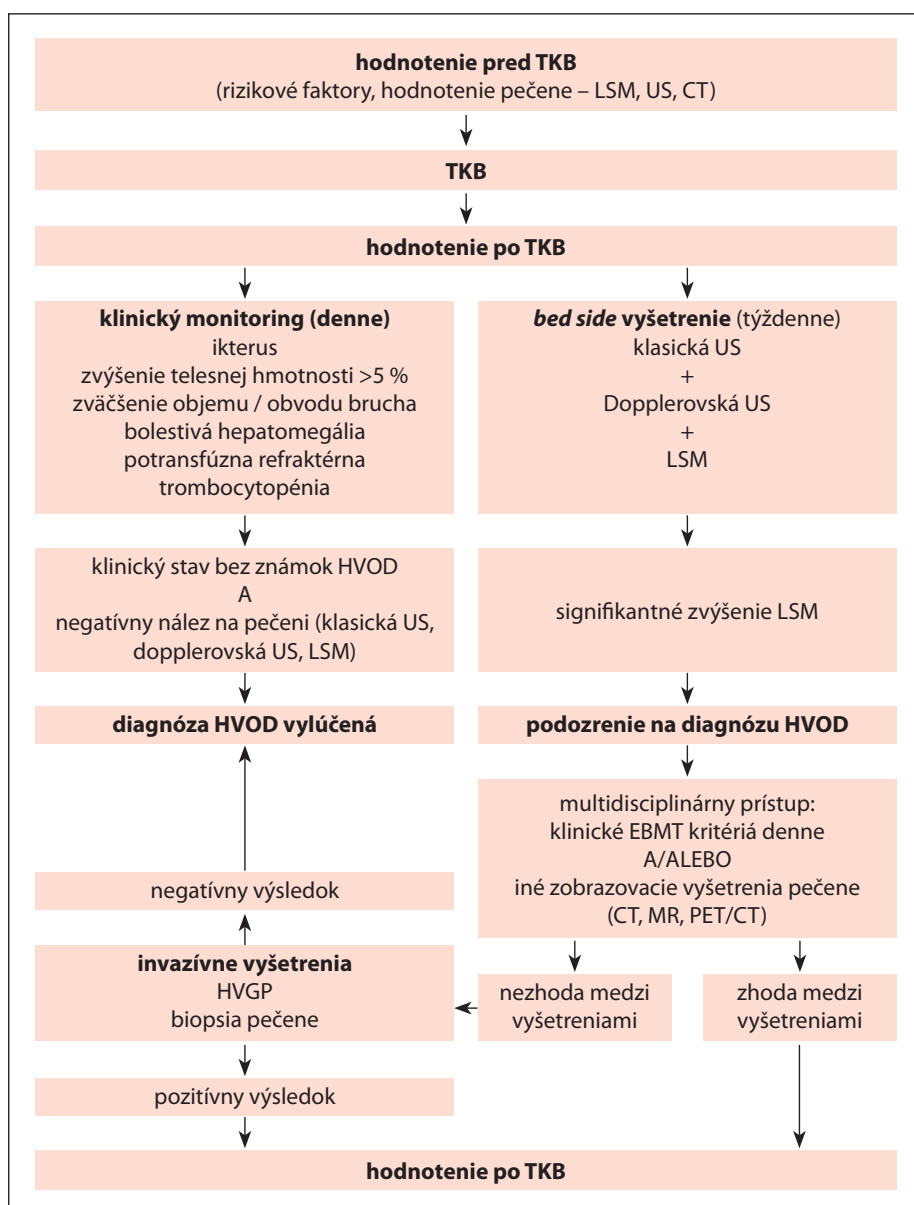 hodnotenie pred TKB
(rizikové faktory, hodnotenie pečene – LSM, US, CT)
TKB
hodnotenie po TKB
klinický monitoring (denne)
ikterus
zvýšenie telesnej hmotnosti >5 %
zväčšenie objemu / obvodu brucha
bolestivá hepatomegália
potransfúzna refraktérna
trombocytopénia
bed side vyšetrenie (týždenne)
klasická US
+
Dopplerovská US
+
LSM
klinický stav bez známok HVOD
A
negatívny nález na pečeni (klasická US,
dopplerovská US, LSM)
signifikantné zvýšenie LSM
diagnóza HVOD vylúčená
podozrenie na diagnózu HVOD
multidisciplinárny prístup:
klinické EBMT kritériá denne
A/ALEBO
iné zobrazovacie vyšetrenia pečene
(CT, MR, PET/CT)
negatívny výsledok
invazívne vyšetrenia
HVGP
biopsia pečene
nezhoda medzi
vyšetreniami
zhoda medzi
vyšetreniami
pozitívny výsledok
hodnotenie po TKB